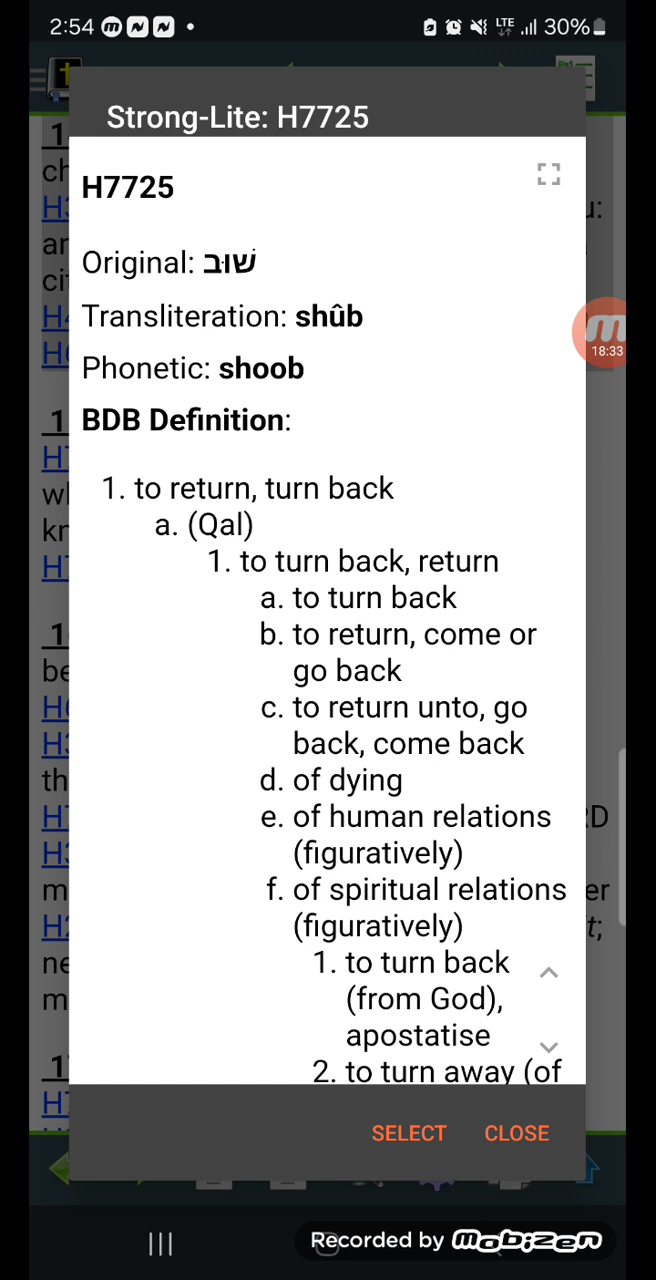 2:54
LTE
30%
Strong-Lite: H7725
H7725
Original: שׁוּב
Transliteration: shûb
Phonetic: shoob
BDB Definition:
1. to return, turn back
a. (Qal)
1. to turn back, return
a. to turn back
b. to return, come or
go back
c. to return unto, go
back, come back
d. of dying
e. of human relations
(figuratively)
f. of spiritual relations
(figuratively)
1. to turn back
(from God),
apostatise
2. to turn away (of
SELECT CLOSE
18:33
Recorded by mobizen